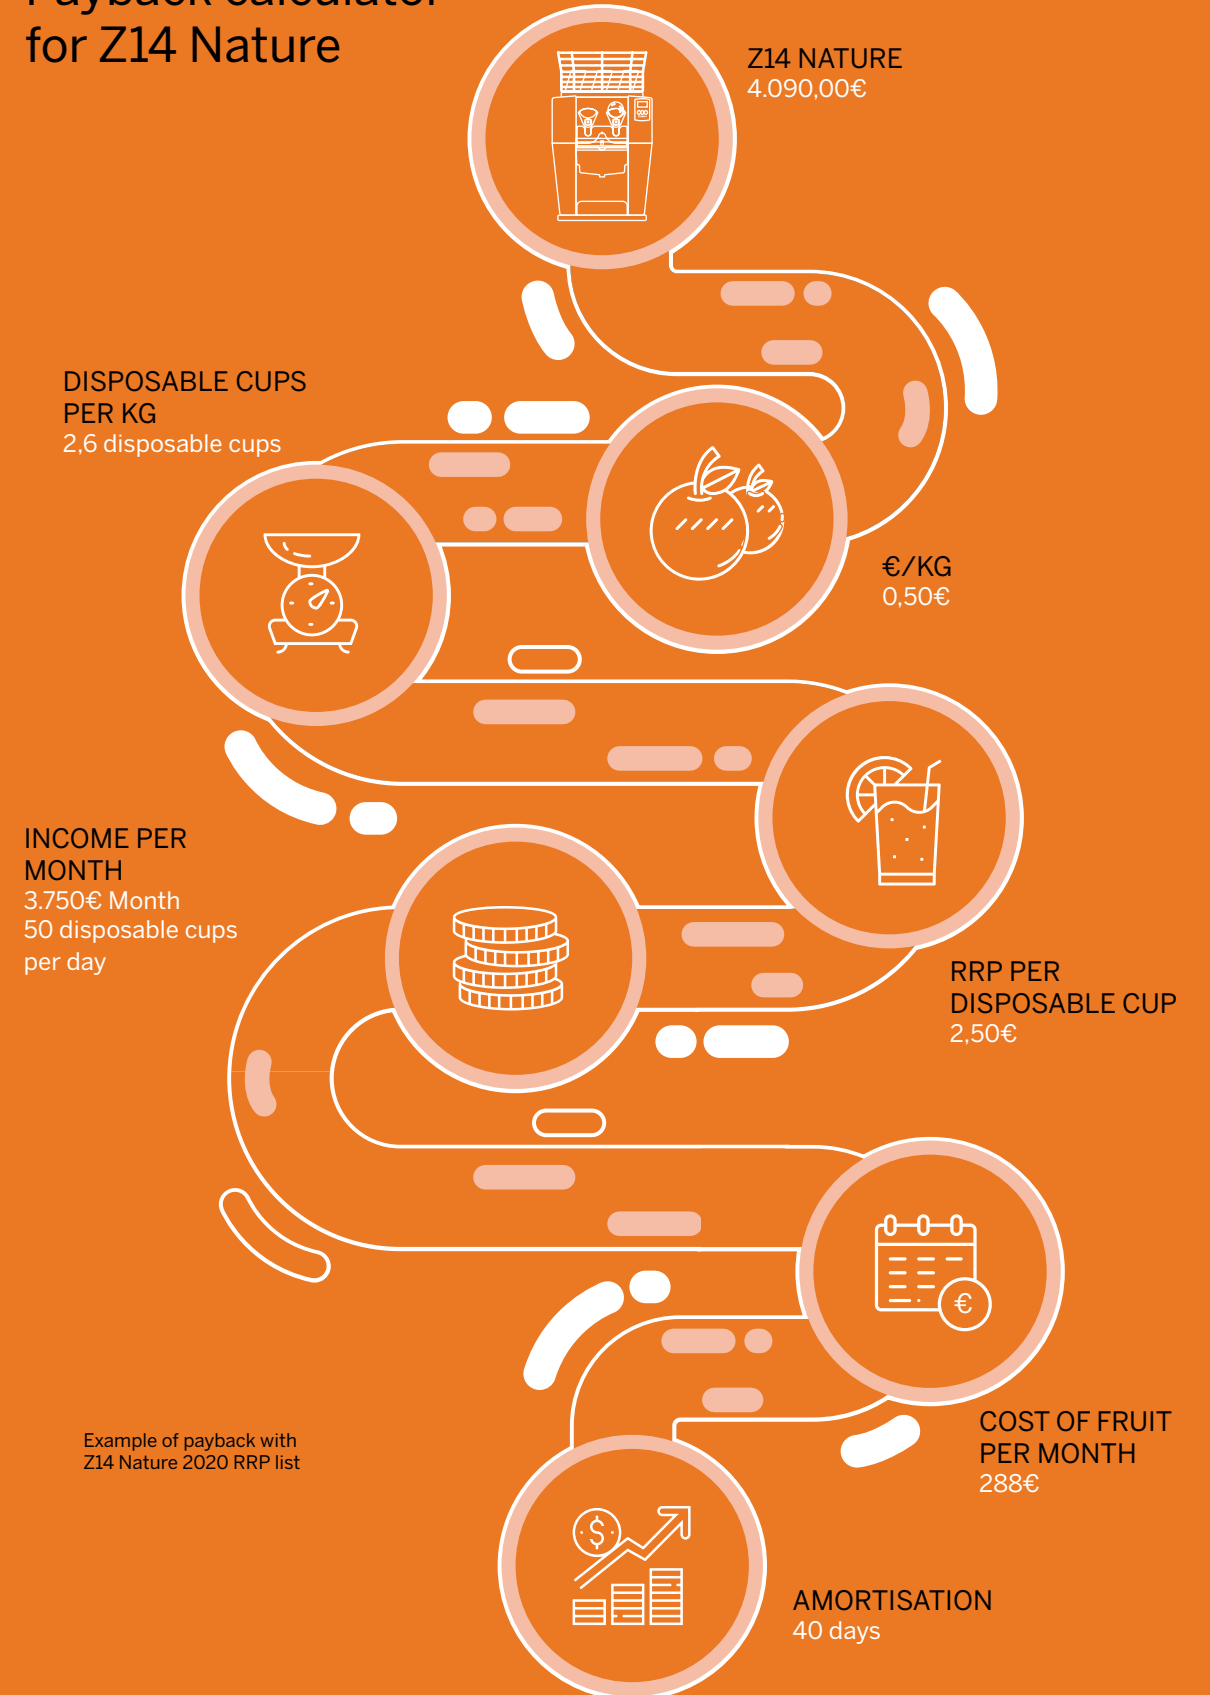 Payback calculator
for Z14 Nature
Z14 NATURE
4.090,00€
DISPOSABLE CUPS
PER KG
2,6 disposable cups
€/KG
0,50€
INCOME PER
MONTH
3.750€ Month
50 disposable cups
per day
RRP PER
DISPOSABLE CUP
2,50€
€
COST OF FRUIT
PER MONTH
288€
Example of payback with
Z14 Nature 2020 RRP list
$
AMORTISATION
40 days